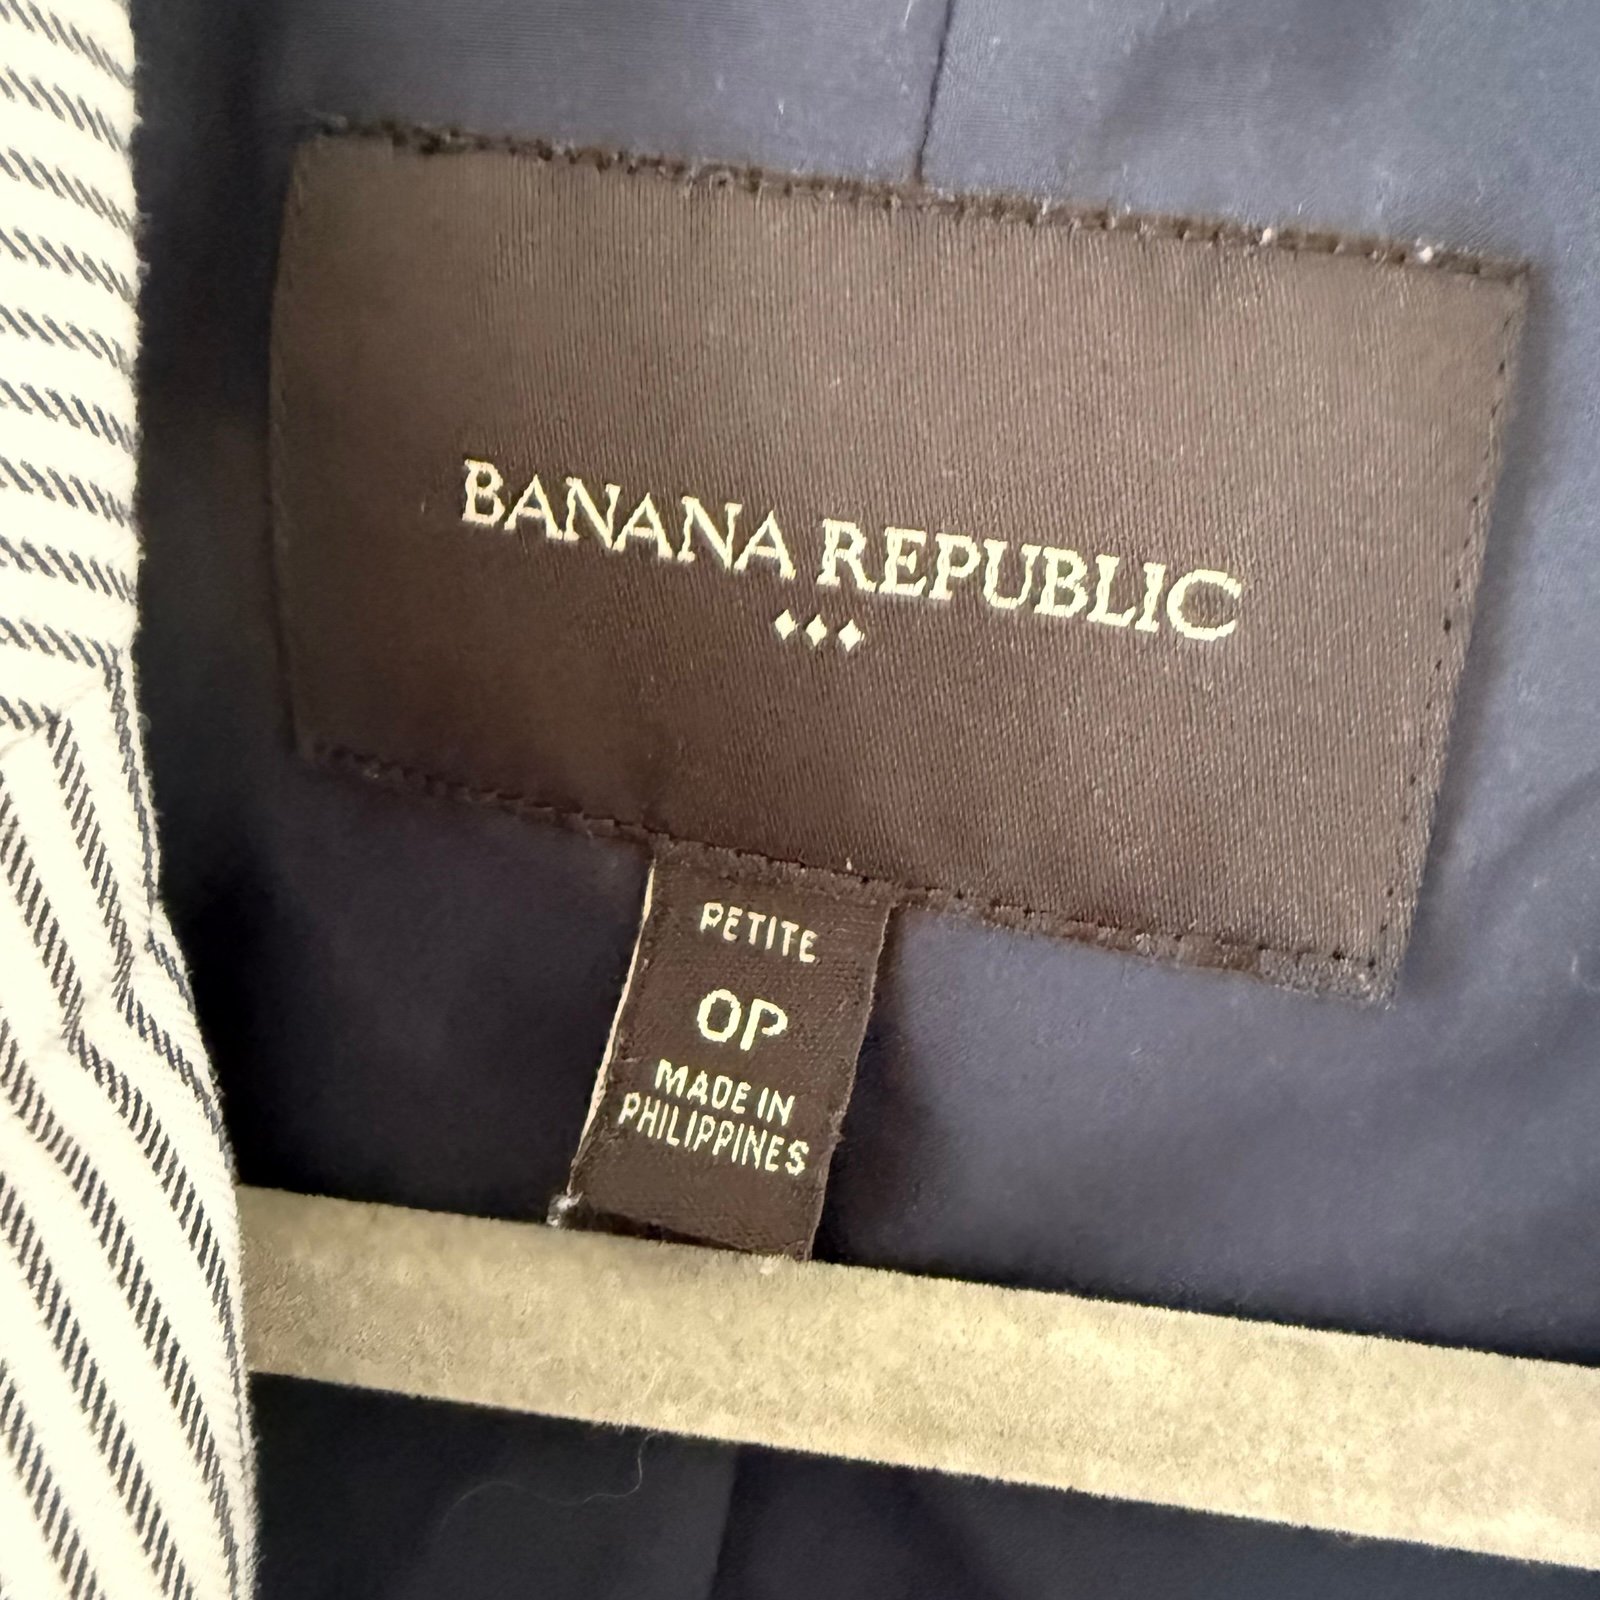 BANANA REPUBLIC
PETITE
0P
MADE IN
PHILIPPINES